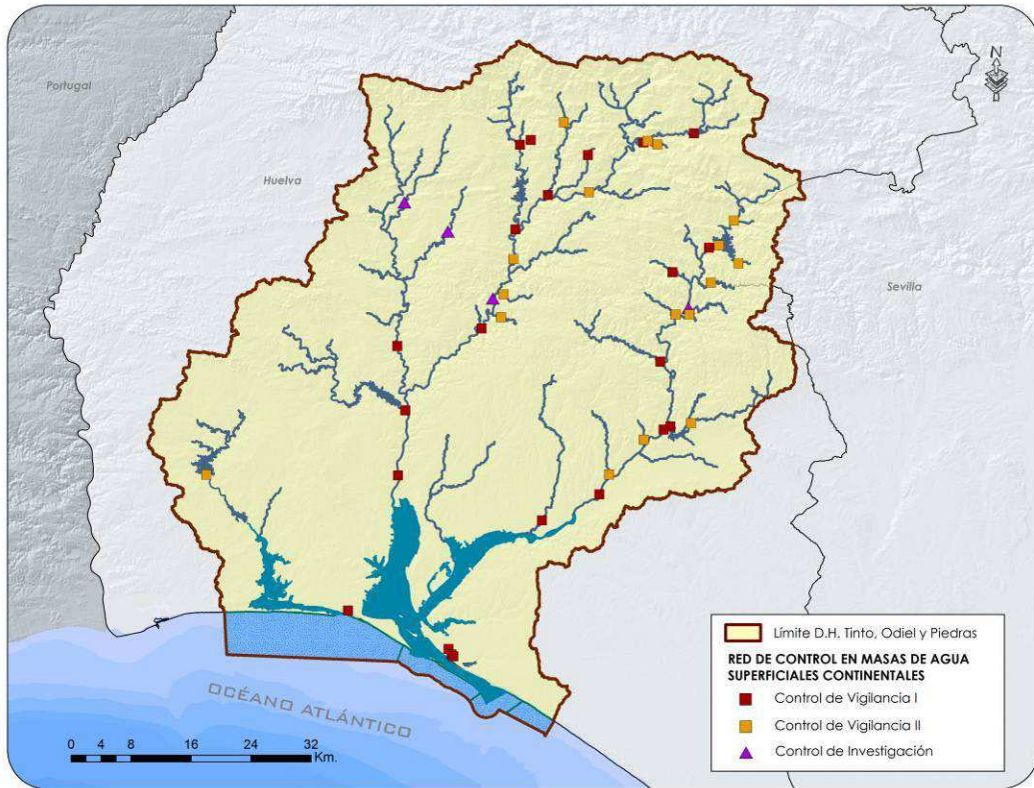 Portugal
N
Huelva
Sevilla
OCÉANO ATLÁNTICO
0 4 8 16 24 32
Km.
Límite D.H. Tinto, Odiel y Piedras
RED DE CONTROL EN MASAS DE AGUA
SUPERFICIALES CONTINENTALES
Control de Vigilancia I
Control de Vigilancia II
Control de Investigación